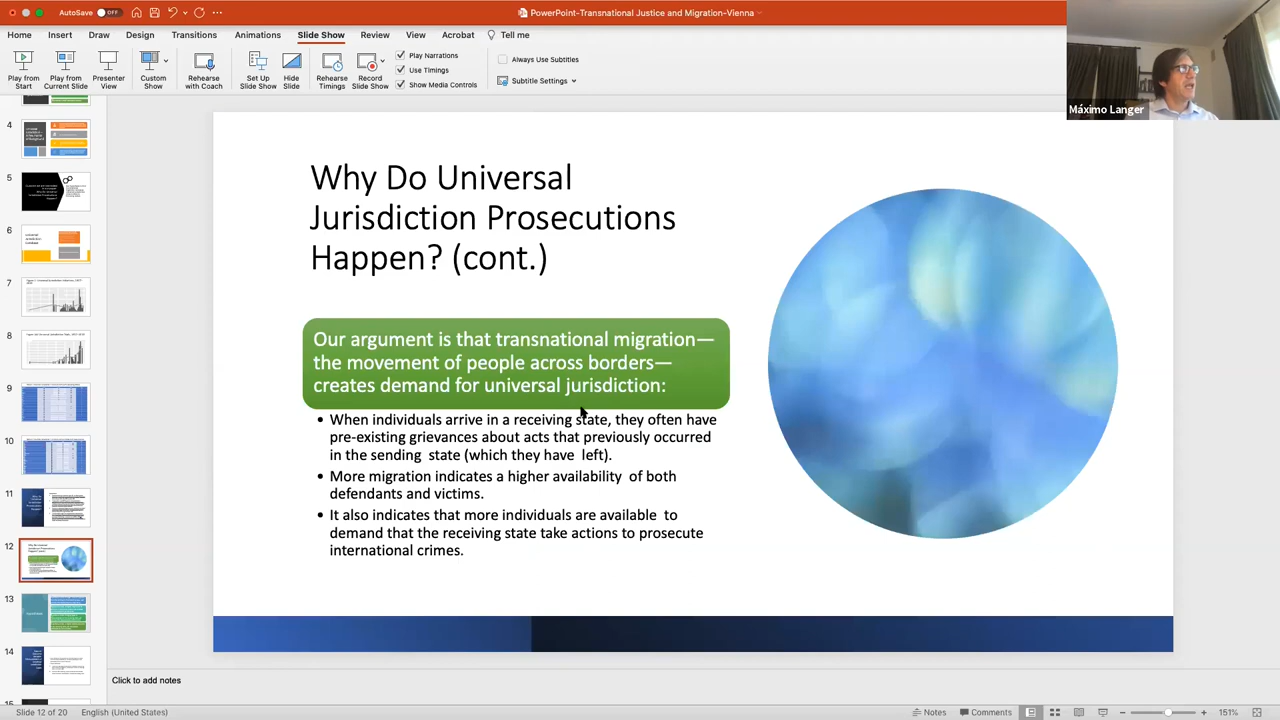 AutoSave OFF
PowerPoint-Transnational Justice and Migration-Vienna
Home Insert Draw Design Transitions Animations Slide Show Review View Acrobat Tell me
Play from Start
Play from Current Slide
Presenter View
Custom Show
Set Up Slide Show
Hide Slide
Rehearse with Coach
Rehearse Timings
Record Slide Show
Play Narrations
Use Timings
Show Media Controls
Always Use Subtitles
Subtitle Settings
Máximo Langer
4
5
6
7
8
9
10
11
12
13
14
15
Why Do Universal
Jurisdiction Prosecutions
Happen? (cont.)
Our argument is that transnational migration—
the movement of people across borders—
creates demand for universal jurisdiction:
• When individuals arrive in a receiving state, they often have
pre-existing grievances about acts that previously occurred
in the sending state (which they have left).
• More migration indicates a higher availability of both
defendants and victims.
• It also indicates that more individuals are available to
demand that the receiving state take actions to prosecute
international crimes.
Click to add notes
Slide 12 of 20 English (United States) Notes Comments 151%